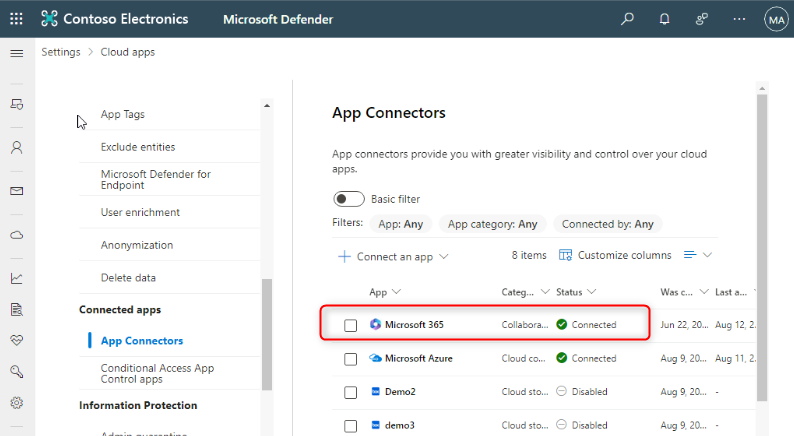 Contoso Electronics Microsoft Defender MA
Settings > Cloud apps
App Tags
Exclude entities
Microsoft Defender for
Endpoint
User enrichment
Anonymization
Delete data
Connected apps
App Connectors
Conditional Access App
Control apps
Information Protection
App Connectors
App connectors provide you with greater visibility and control over your cloud
apps.
Basic filter
Filters: App: Any App category: Any Connected by: Any
Connect an app 8 items Customize columns
App Categ... Status Was c... Last a...
Microsoft 365 Collabora... Connected Jun 22, 20... Aug 12, 2...
Microsoft Azure Cloud co... Connected Aug 9, 20... Aug 11, 2...
Demo2 Cloud sto... Disabled Aug 9, 20... -
demo3 Cloud sto... Disabled Aug 9, 20... -